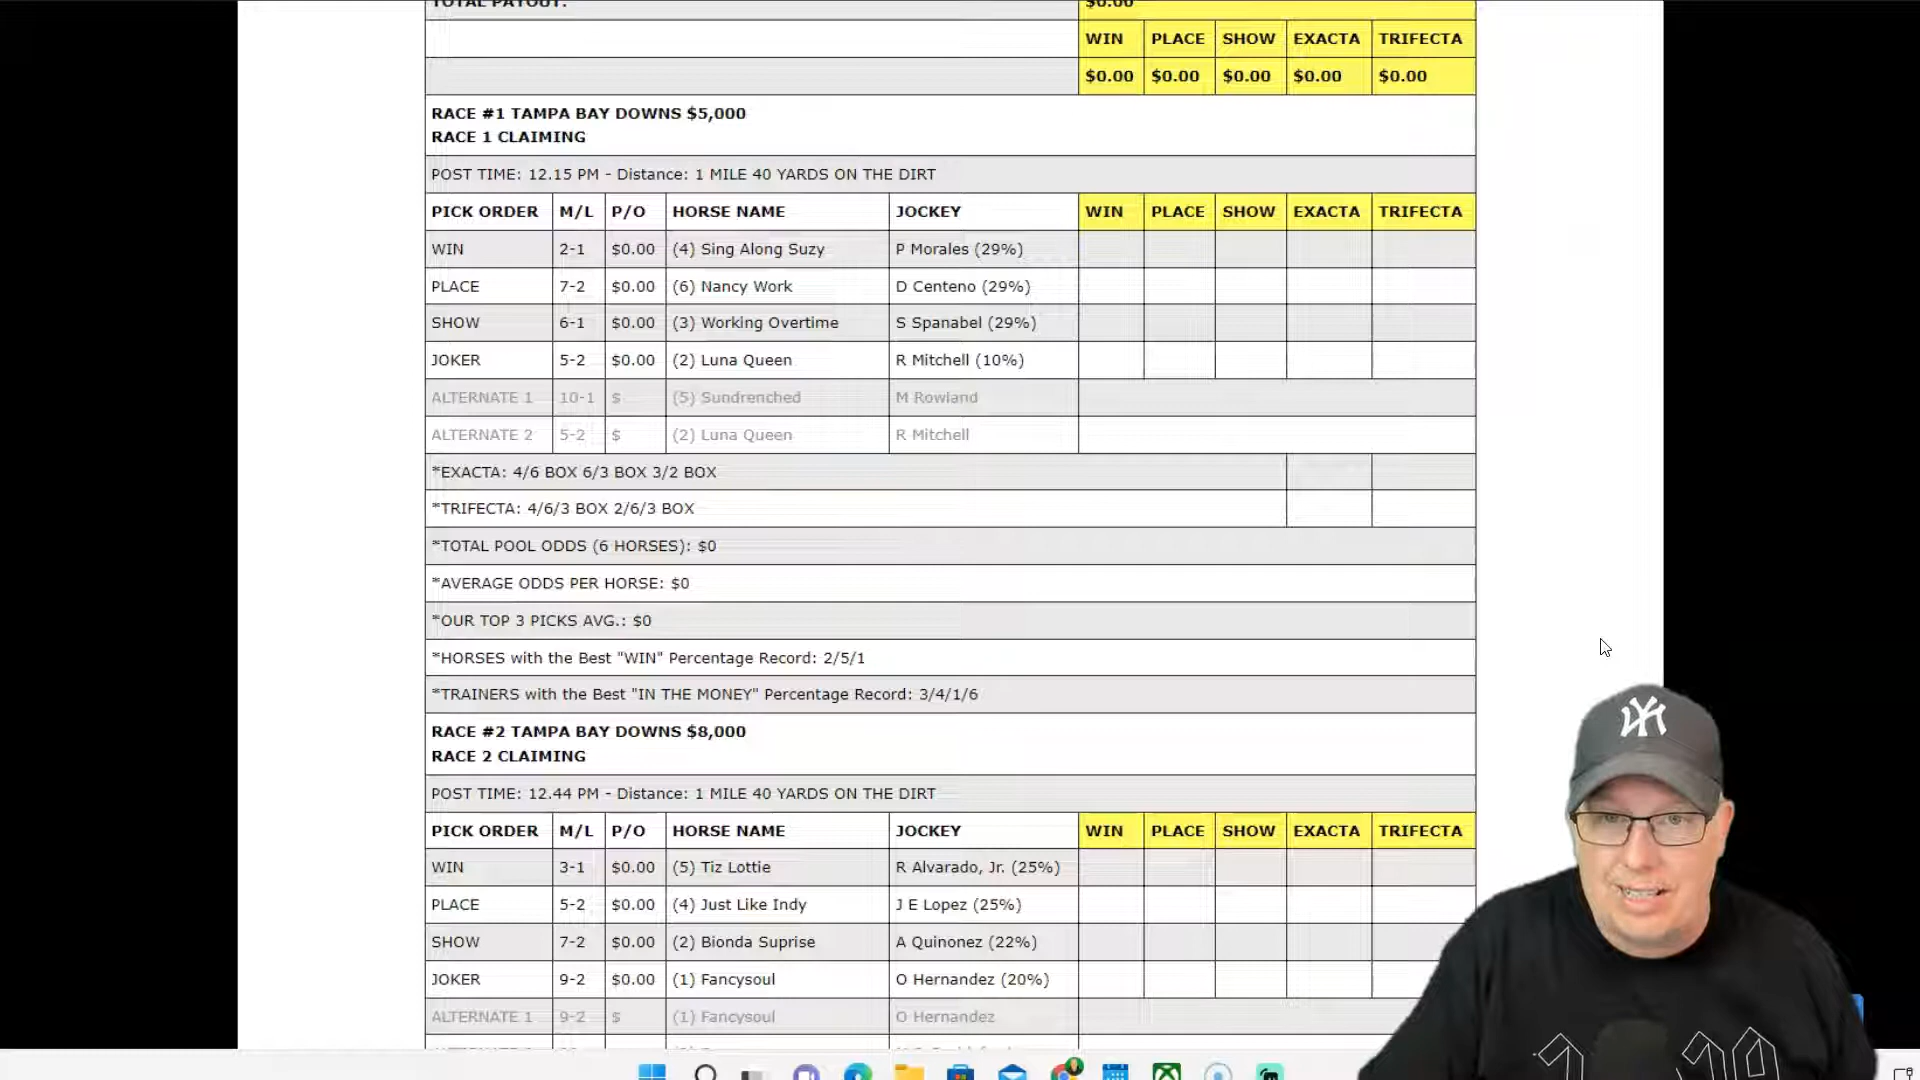 TOTAL PAYOUT: $0.00
WIN PLACE SHOW EXACTA TRIFECTA
$0.00 $0.00 $0.00 $0.00 $0.00
RACE #1 TAMPA BAY DOWNS $5,000
RACE 1 CLAIMING
POST TIME: 12.15 PM - Distance: 1 MILE 40 YARDS ON THE DIRT
PICK ORDER M/L P/O HORSE NAME JOCKEY WIN PLACE SHOW EXACTA TRIFECTA
WIN 2-1 $0.00 (4) Sing Along Suzy P Morales (29%)
PLACE 7-2 $0.00 (6) Nancy Work D Centeno (29%)
SHOW 6-1 $0.00 (3) Working Overtime S Spanabel (29%)
JOKER 5-2 $0.00 (2) Luna Queen R Mitchell (10%)
ALTERNATE 1 10-1 $ (5) Sundrenched M Rowland
ALTERNATE 2 5-2 $ (2) Luna Queen R Mitchell
*EXACTA: 4/6 BOX 6/3 BOX 3/2 BOX
*TRIFECTA: 4/6/3 BOX 2/6/3 BOX
*TOTAL POOL ODDS (6 HORSES): $0
*AVERAGE ODDS PER HORSE: $0
*OUR TOP 3 PICKS AVG.: $0
*HORSES with the Best "WIN" Percentage Record: 2/5/1
*TRAINERS with the Best "IN THE MONEY" Percentage Record: 3/4/1/6
RACE #2 TAMPA BAY DOWNS $8,000
RACE 2 CLAIMING
POST TIME: 12.44 PM - Distance: 1 MILE 40 YARDS ON THE DIRT
PICK ORDER M/L P/O HORSE NAME JOCKEY WIN PLACE SHOW EXACTA TRIFECTA
WIN 3-1 $0.00 (5) Tiz Lottie R Alvarado, Jr. (25%)
PLACE 5-2 $0.00 (4) Just Like Indy J E Lopez (25%)
SHOW 7-2 $0.00 (2) Bionda Suprise A Quinonez (22%)
JOKER 9-2 $0.00 (1) Fancysoul O Hernandez (20%)
ALTERNATE 1 9-2 $ (1) Fancysoul O Hernandez
NY